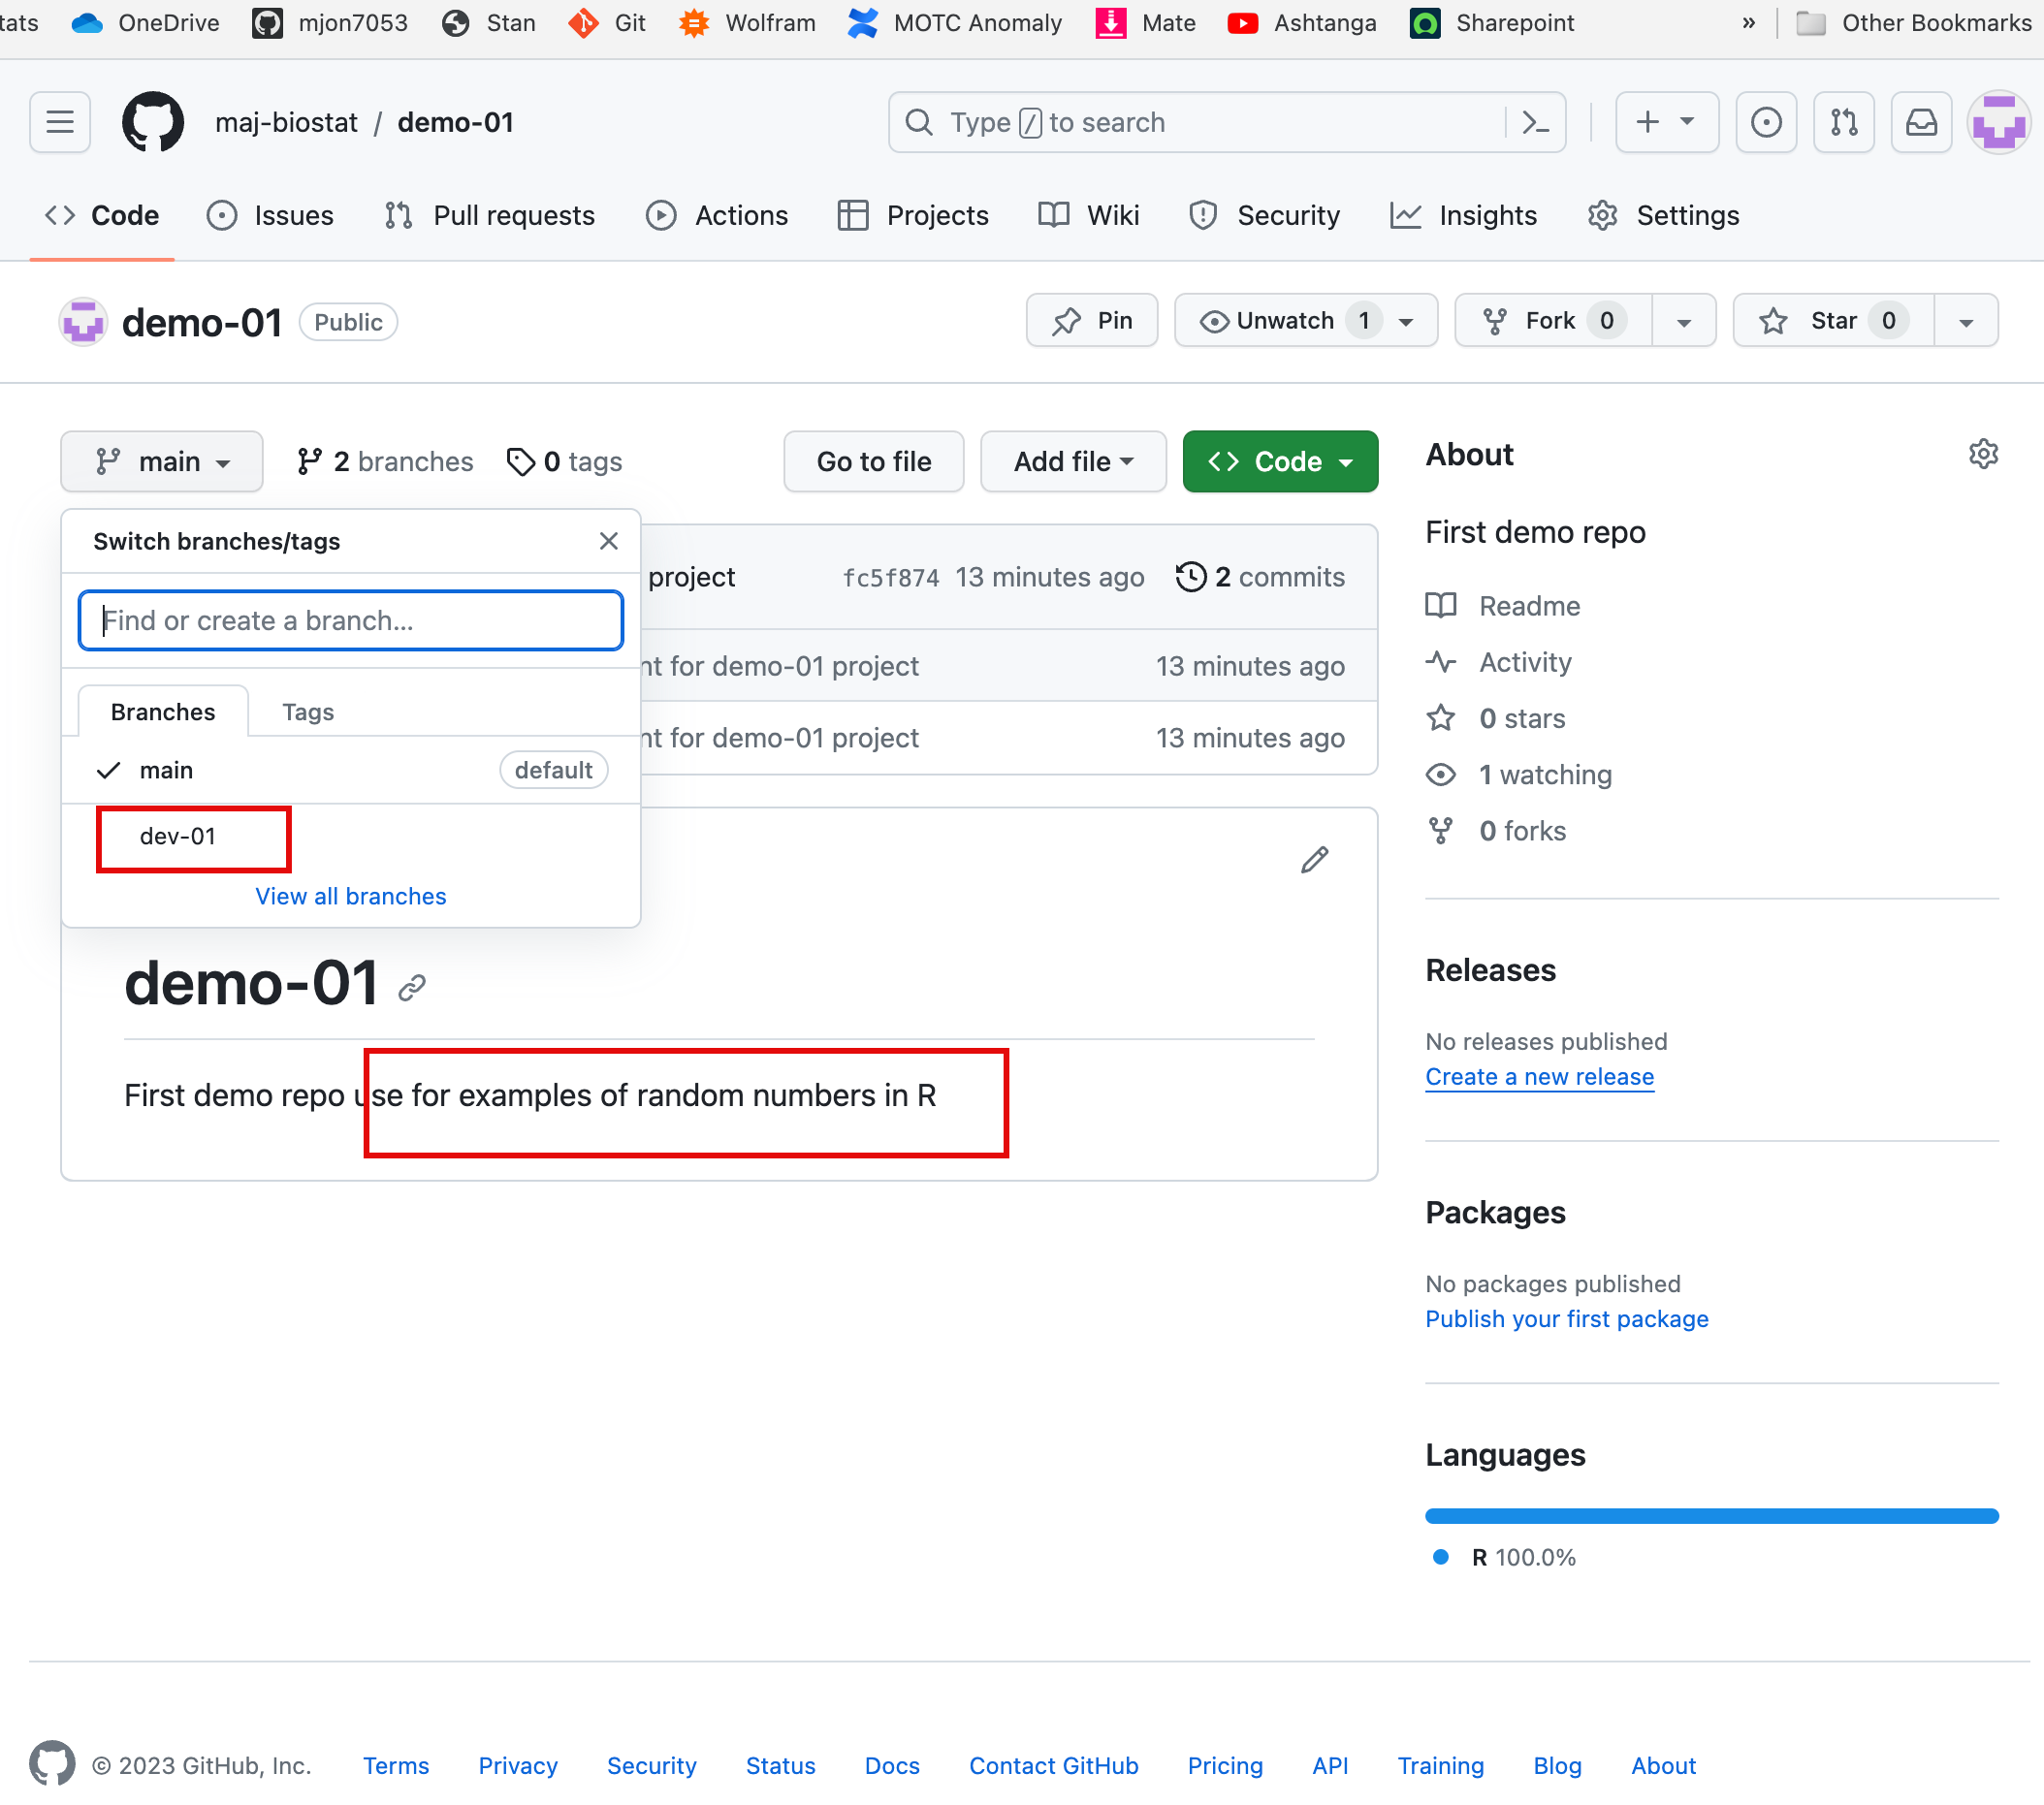 tats OneDrive mjon7053 Stan Git Wolfram MOTC Anomaly Mate Ashtanga Sharepoint » Other Bookmarks
maj-biostat / demo-01 Type / to search
Code Issues Pull requests Actions Projects Wiki Security Insights Settings
demo-01 Public Pin Unwatch 1 Fork 0 Star 0
main 2 branches 0 tags Go to file Add file Code
About
First demo repo
Readme
Activity
0 stars
1 watching
0 forks
Switch branches/tags
Find or create a branch...
Branches Tags
main default
dev-01
View all branches
project fc5f874 13 minutes ago 2 commits
nt for demo-01 project 13 minutes ago
nt for demo-01 project 13 minutes ago
demo-01
First demo repo use for examples of random numbers in R
Releases
No releases published
Create a new release
Packages
No packages published
Publish your first package
Languages
R 100.0%
© 2023 GitHub, Inc. Terms Privacy Security Status Docs Contact GitHub Pricing API Training Blog About